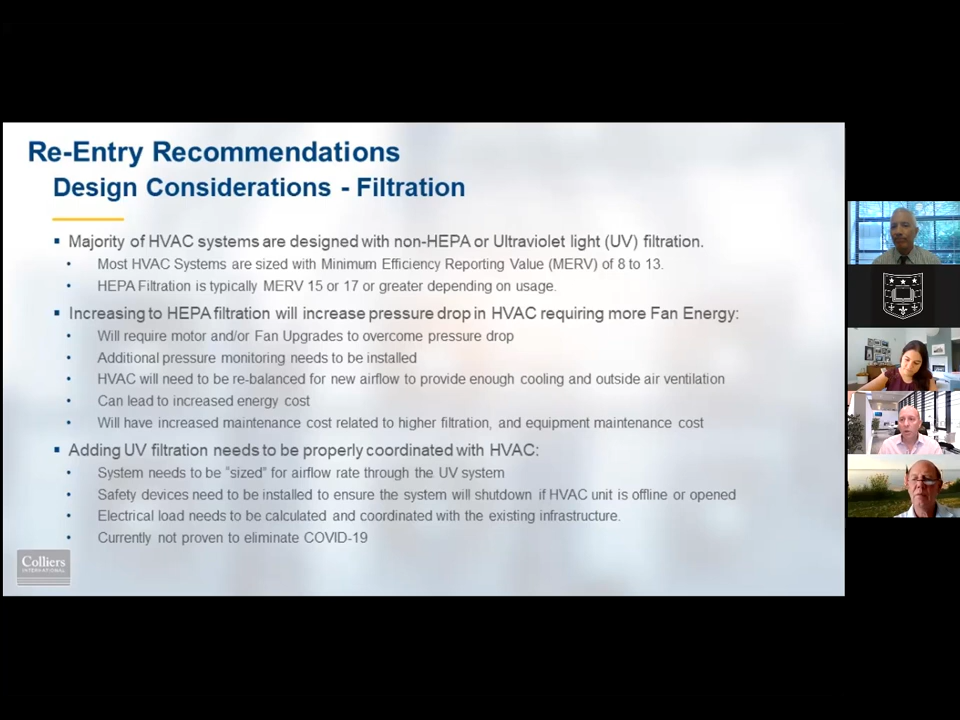 Re-Entry Recommendations
Design Considerations - Filtration
▪ Majority of HVAC systems are designed with non-HEPA or Ultraviolet light (UV) filtration.
• Most HVAC Systems are sized with Minimum Efficiency Reporting Value (MERV) of 8 to 13.
• HEPA Filtration is typically MERV 15 or 17 or greater depending on usage.
▪ Increasing to HEPA filtration will increase pressure drop in HVAC requiring more Fan Energy:
• Will require motor and/or Fan Upgrades to overcome pressure drop
• Additional pressure monitoring needs to be installed
• HVAC will need to be re-balanced for new airflow to provide enough cooling and outside air ventilation
• Can lead to increased energy cost
• Will have increased maintenance cost related to higher filtration, and equipment maintenance cost
▪ Adding UV filtration needs to be properly coordinated with HVAC:
• System needs to be “sized” for airflow rate through the UV system
• Safety devices need to be installed to ensure the system will shutdown if HVAC unit is offline or opened
• Electrical load needs to be calculated and coordinated with the existing infrastructure.
• Currently not proven to eliminate COVID-19
Colliers
INTERNATIONAL